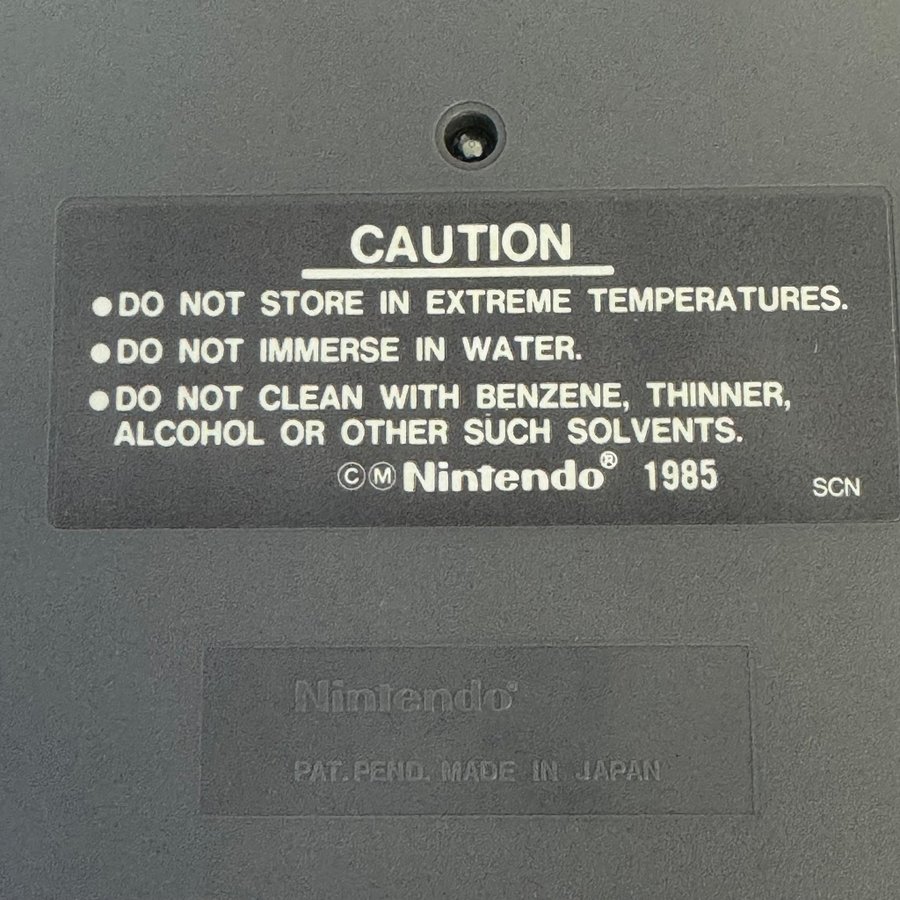 CAUTION
●DO NOT STORE IN EXTREME TEMPERATURES.
●DO NOT IMMERSE IN WATER.
●DO NOT CLEAN WITH BENZENE, THINNER,
ALCOHOL OR OTHER SUCH SOLVENTS.
©Ⓜ Nintendo® 1985
SCN
Nintendo®
PAT. PEND. MADE IN JAPAN